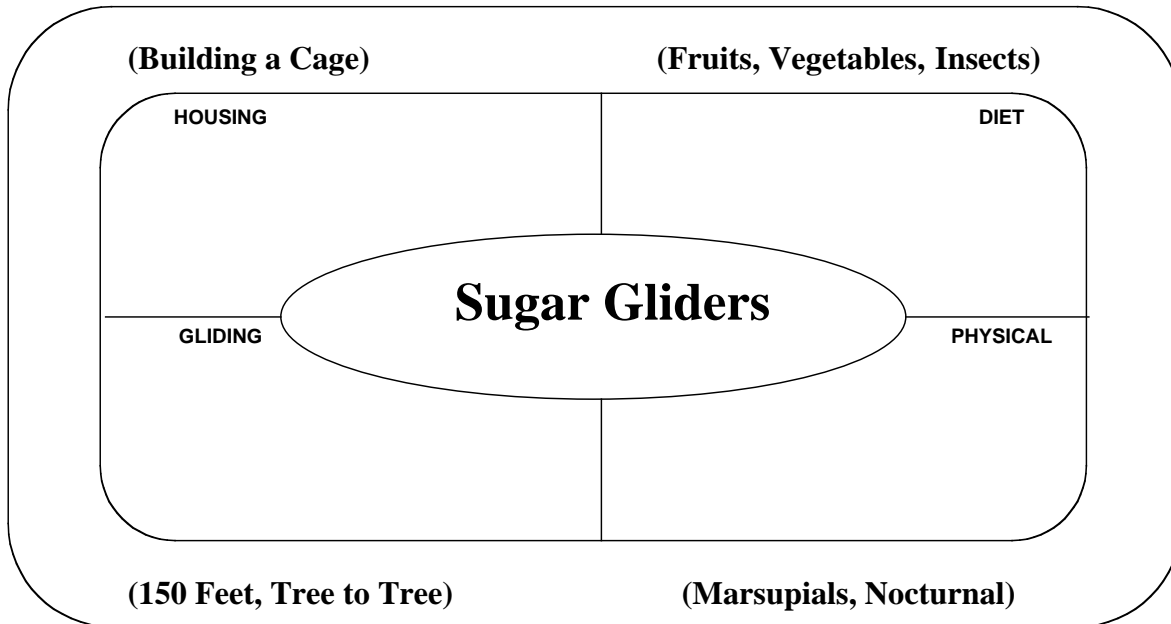 (Building a Cage)
(Fruits, Vegetables, Insects)
HOUSING
DIET
Sugar Gliders
GLIDING
PHYSICAL
(150 Feet, Tree to Tree)
(Marsupials, Nocturnal)